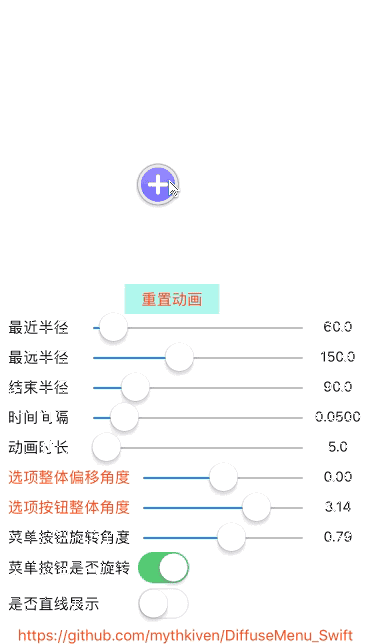 重置动画
最近半径 60.0
最远半径 150.0
结束半径 90.0
时间间隔 0.0500
动画时长 5.0
选项整体偏移角度 0.00
选项按钮整体角度 3.14
菜单按钮旋转角度 0.79
菜单按钮是否旋转
是否直线展示
https://github.com/mythkiven/DiffuseMenu_Swift